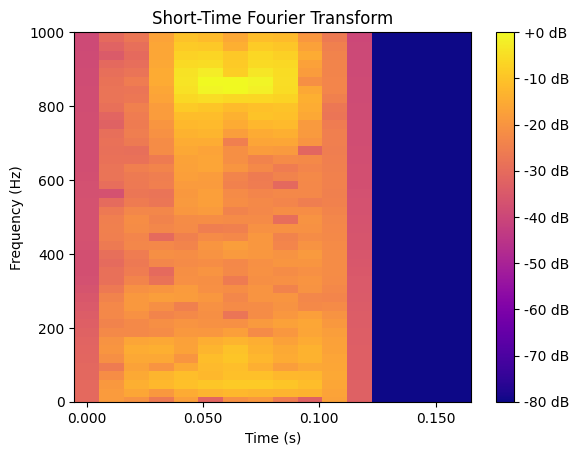 Short-Time Fourier Transform
1000
800
600
400
200
0
Frequency (Hz)
0.000
0.050
0.100
0.150
Time (s)
+0 dB
-10 dB
-20 dB
-30 dB
-40 dB
-50 dB
-60 dB
-70 dB
-80 dB